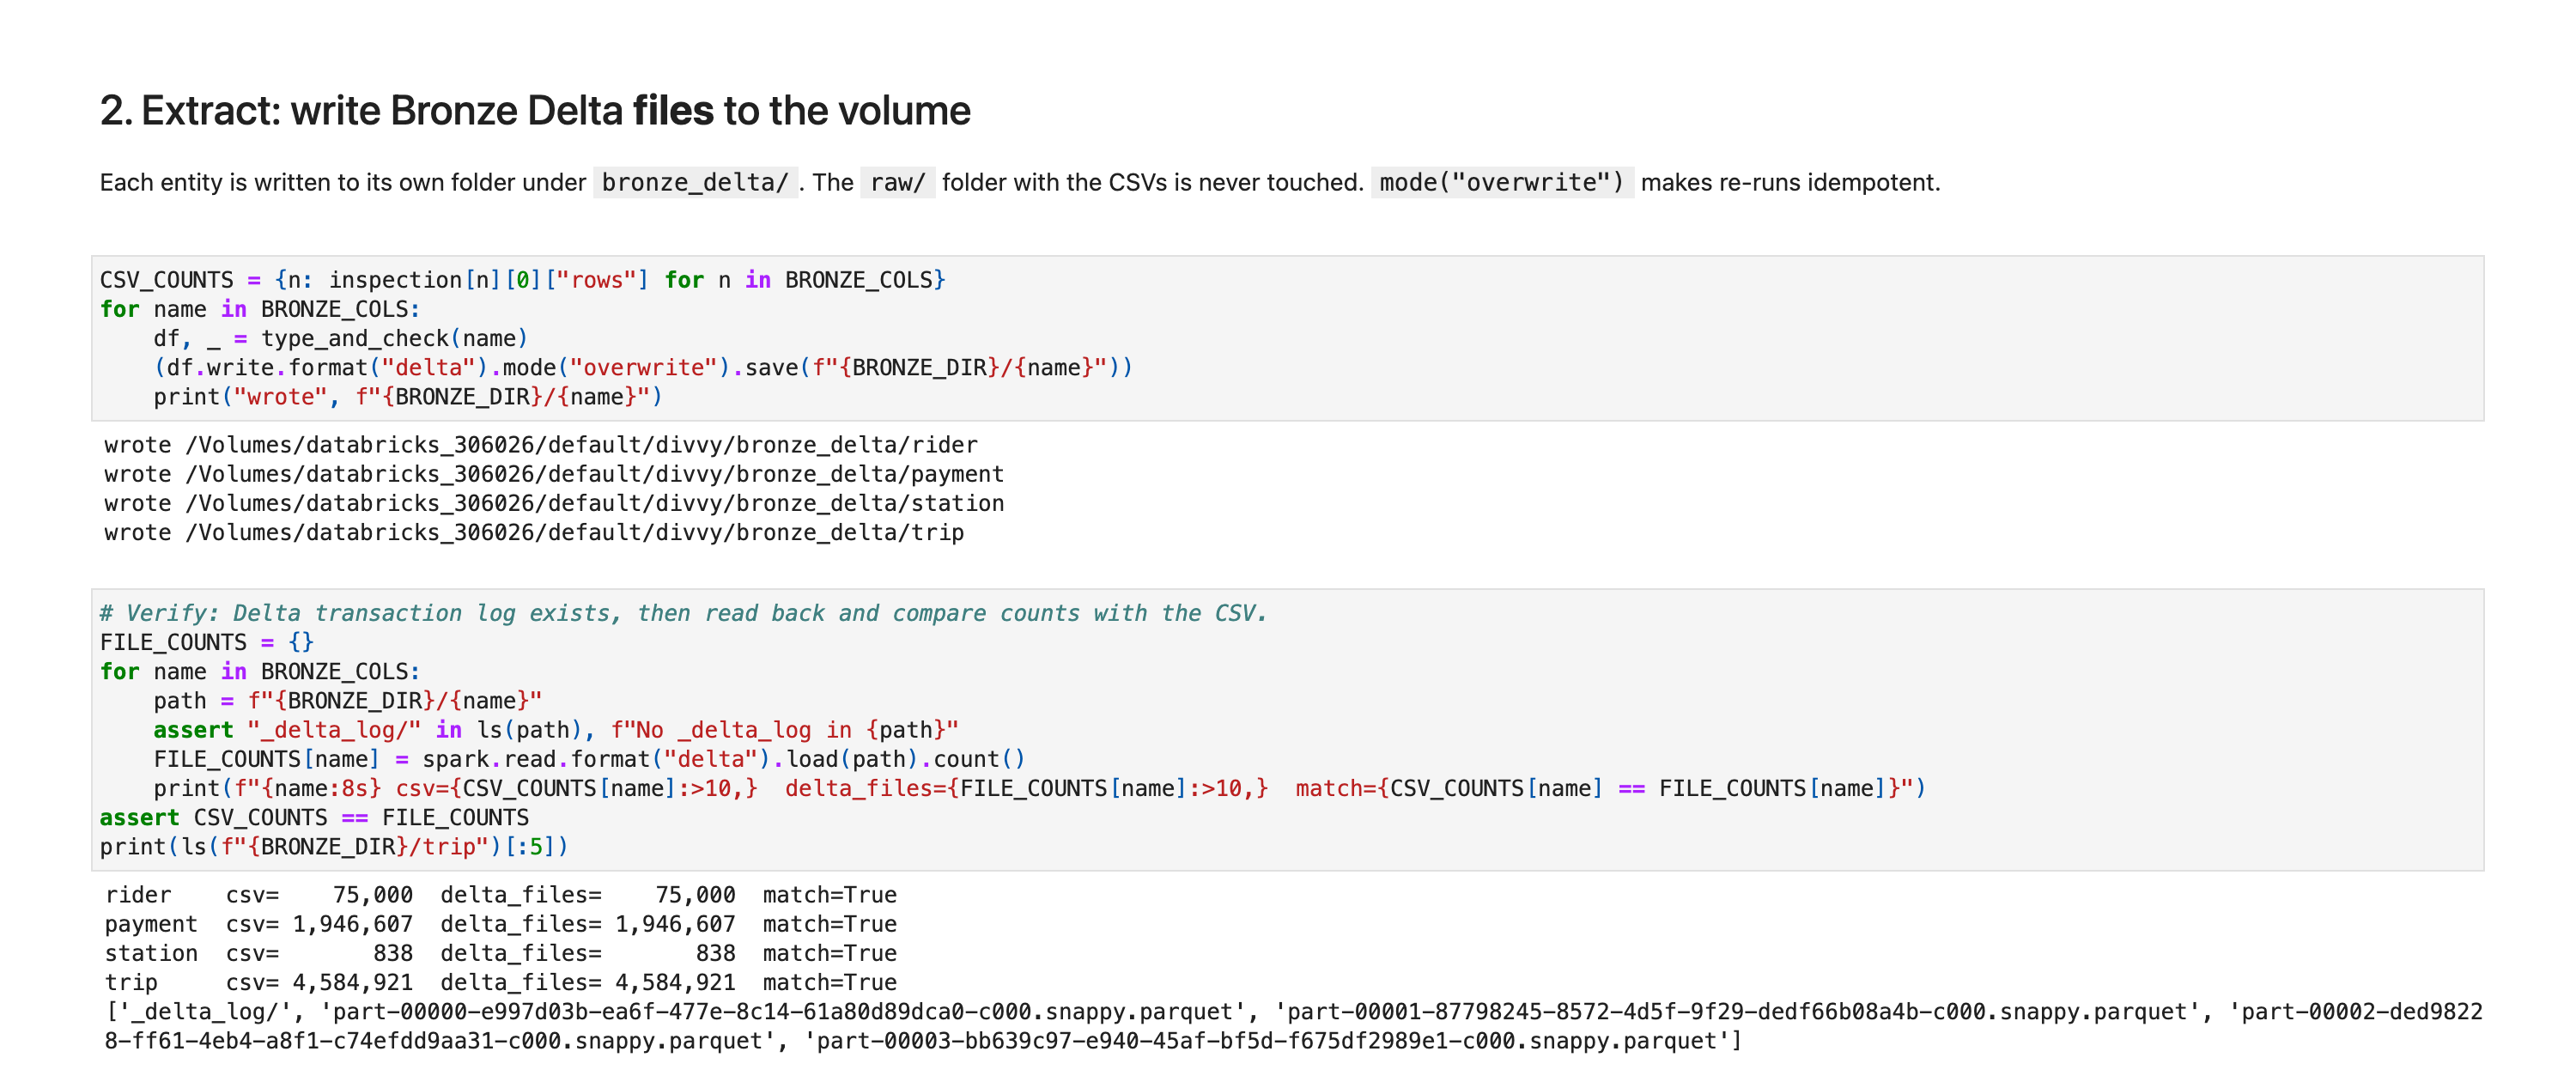 2. Extract: write Bronze Delta files to the volume
Each entity is written to its own folder under bronze_delta/ . The raw/ folder with the CSVs is never touched. mode("overwrite") makes re-runs idempotent.
CSV_COUNTS = {n: inspection[n][0]["rows"] for n in BRONZE_COLS}
for name in BRONZE_COLS:
    df, _ = type_and_check(name)
    (df.write.format("delta").mode("overwrite").save(f"{BRONZE_DIR}/{name}"))
    print("wrote", f"{BRONZE_DIR}/{name}")
wrote /Volumes/databricks_306026/default/divvy/bronze_delta/rider
wrote /Volumes/databricks_306026/default/divvy/bronze_delta/payment
wrote /Volumes/databricks_306026/default/divvy/bronze_delta/station
wrote /Volumes/databricks_306026/default/divvy/bronze_delta/trip
# Verify: Delta transaction log exists, then read back and compare counts with the CSV.
FILE_COUNTS = {}
for name in BRONZE_COLS:
    path = f"{BRONZE_DIR}/{name}"
    assert "_delta_log/" in ls(path), f"No _delta_log in {path}"
    FILE_COUNTS[name] = spark.read.format("delta").load(path).count()
    print(f"{name:8s} csv={CSV_COUNTS[name]:>10,}  delta_files={FILE_COUNTS[name]:>10,}  match={CSV_COUNTS[name] == FILE_COUNTS[name]}")
assert CSV_COUNTS == FILE_COUNTS
print(ls(f"{BRONZE_DIR}/trip")[:5])
rider    csv=    75,000  delta_files=    75,000  match=True
payment  csv= 1,946,607  delta_files= 1,946,607  match=True
station  csv=       838  delta_files=       838  match=True
trip     csv= 4,584,921  delta_files= 4,584,921  match=True
['_delta_log/', 'part-00000-e997d03b-ea6f-477e-8c14-61a80d89dca0-c000.snappy.parquet', 'part-00001-87798245-8572-4d5f-9f29-dedf66b08a4b-c000.snappy.parquet', 'part-00002-ded9822
8-ff61-4eb4-a8f1-c74efdd9aa31-c000.snappy.parquet', 'part-00003-bb639c97-e940-45af-bf5d-f675df2989e1-c000.snappy.parquet']